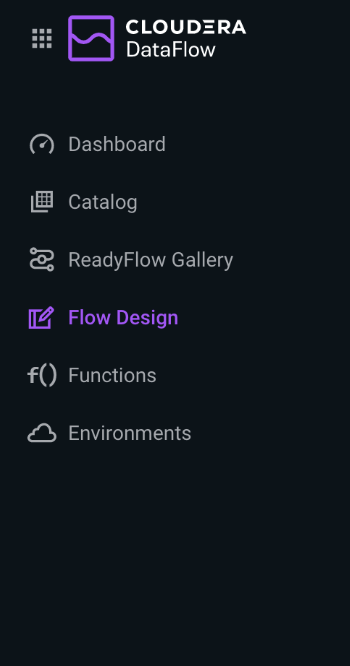 CLOUDERA
DataFlow
Dashboard
Catalog
ReadyFlow Gallery
Flow Design
f() Functions
Environments